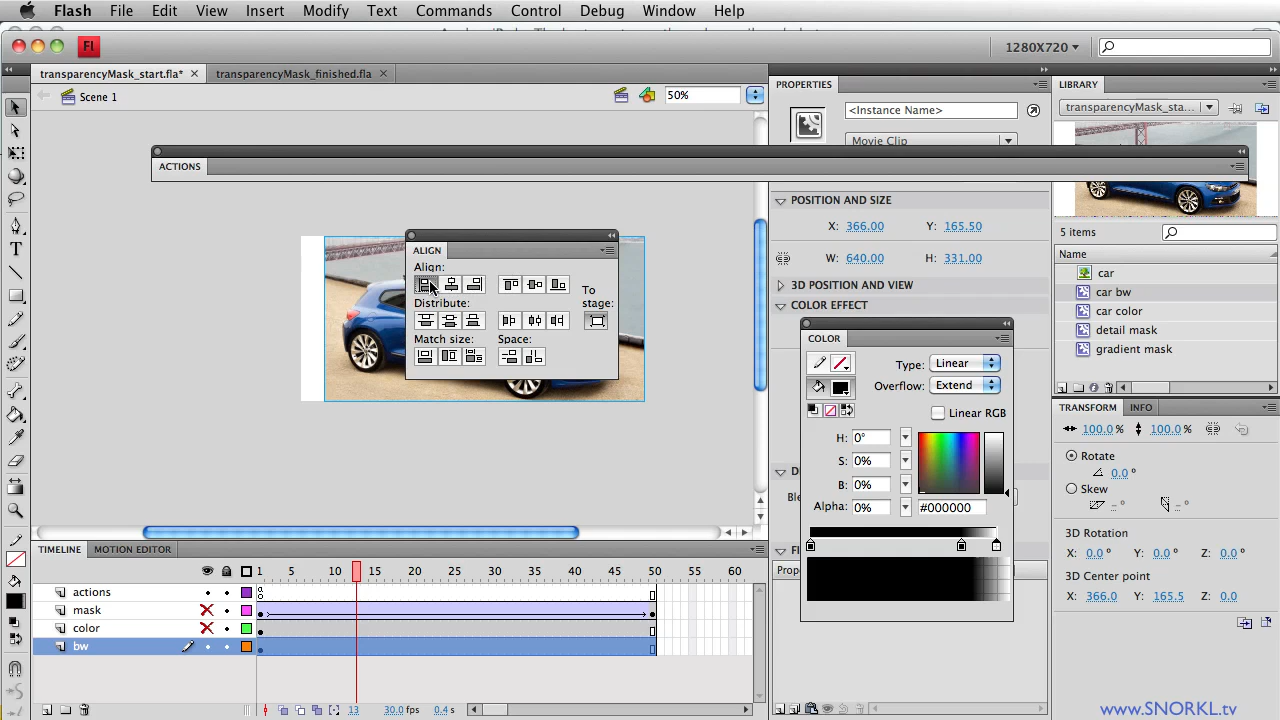 Flash File Edit View Insert Modify Text Commands Control Debug Window Help
Fl
1280X720
transparencyMask_start.fla*
transparencyMask_finished.fla
Scene 1
50%
ACTIONS
ALIGN
Align:
To
stage:
Distribute:
Match size:
Space:
PROPERTIES
<Instance Name>
Movie Clip
POSITION AND SIZE
X: 366.00 Y: 165.50
W: 640.00 H: 331.00
3D POSITION AND VIEW
COLOR EFFECT
COLOR
Type: Linear
Overflow: Extend
Linear RGB
H: 0°
S: 0%
B: 0%
Alpha: 0% #000000
LIBRARY
transparencyMask_sta...
5 items
Name
car
car bw
car color
detail mask
gradient mask
TRANSFORM INFO
100.0 % 100.0 %
Rotate
0.0 °
Skew
3D Rotation
X: 0.0 ° Y: 0.0 ° Z: 0.0 °
3D Center point
X: 366.0 Y: 165.5 Z: 0.0
TIMELINE MOTION EDITOR
1 5 10 15 20 25 30 35 40 45 50 55 60
actions
mask
color
bw
13 30.0 fps 0.4 s
www.SNORKL.tv